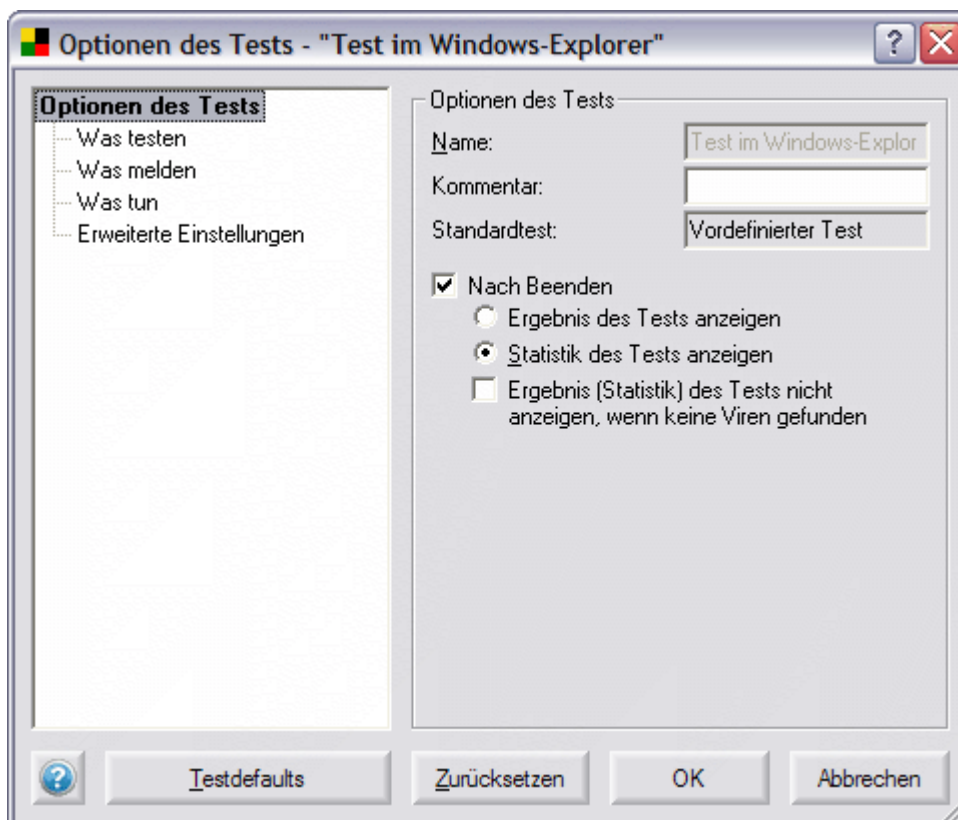 Optionen des Tests - "Test im Windows-Explorer"
Optionen des Tests
Was testen
Was melden
Was tun
Erweiterte Einstellungen
Optionen des Tests
Name: Test im Windows-Explor
Kommentar:
Standardtest: Vordefinierter Test
Nach Beenden
Ergebnis des Tests anzeigen
Statistik des Tests anzeigen
Ergebnis (Statistik) des Tests nicht
anzeigen, wenn keine Viren gefunden
Testdefaults Zurücksetzen OK Abbrechen